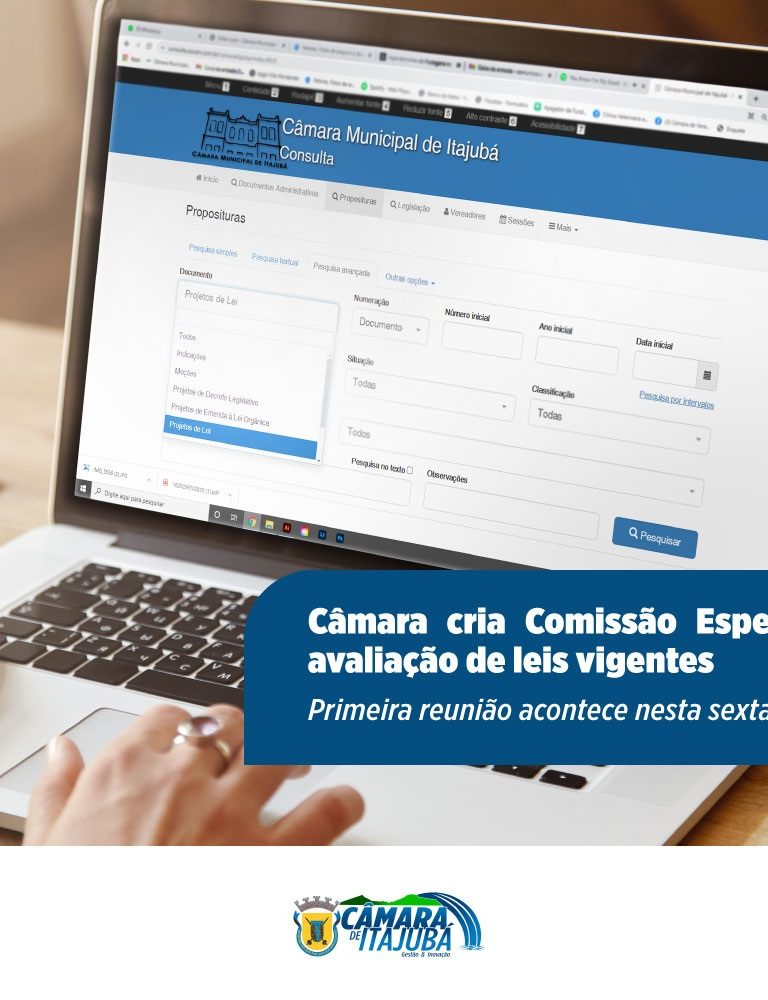 Menu 1 Conteúdo 2 Rodapé 3 Aumentar fonte 4 Reduzir fonte 5 Alto contraste 6 Acessibilidade 7
Câmara Municipal de Itajubá
CÂMARA MUNICIPAL DE ITAJUBÁ
Consulta
Início Documentos Administrativos Proposituras Legislação Vereadores Sessões Mais
Proposituras
Pesquisa simples Pesquisa textual Pesquisa avançada Outras opções
Documento Numeração Número inicial Ano inicial Data inicial
Projetos de Lei Documento
Pesquisa por intervalos
Todos
Indicações
Moções
Projetos de Decreto Legislativo
Projetos de Emenda à Lei Orgânica
Projetos de Lei
Situação Classificação
Todas Todas
Todos
Pesquisa no texto Observações
Pesquisar
Digite aqui para pesquisar
Câmara cria Comissão Espe
avaliação de leis vigentes
Primeira reunião acontece nesta sexta
CÂMARA
DE ITAJUBÁ
Gestão & Inovação